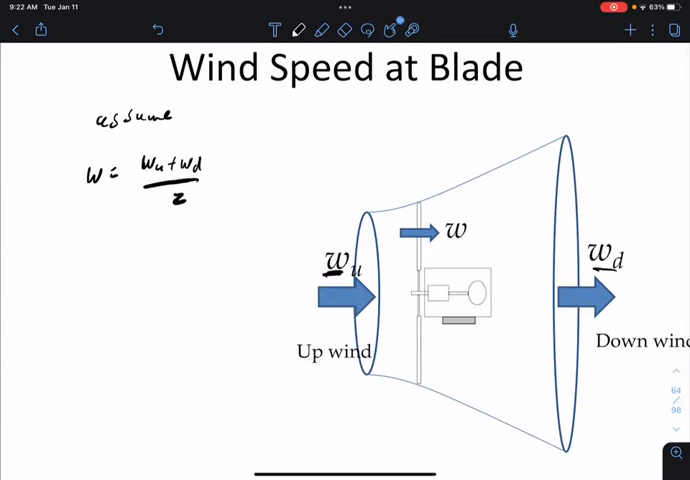 9:22 AM Tue Jan 11
63%
Wind Speed at Blade
assume
w = wu + wd
2
w
wu
wd
Up wind
Down wind
64
/
98